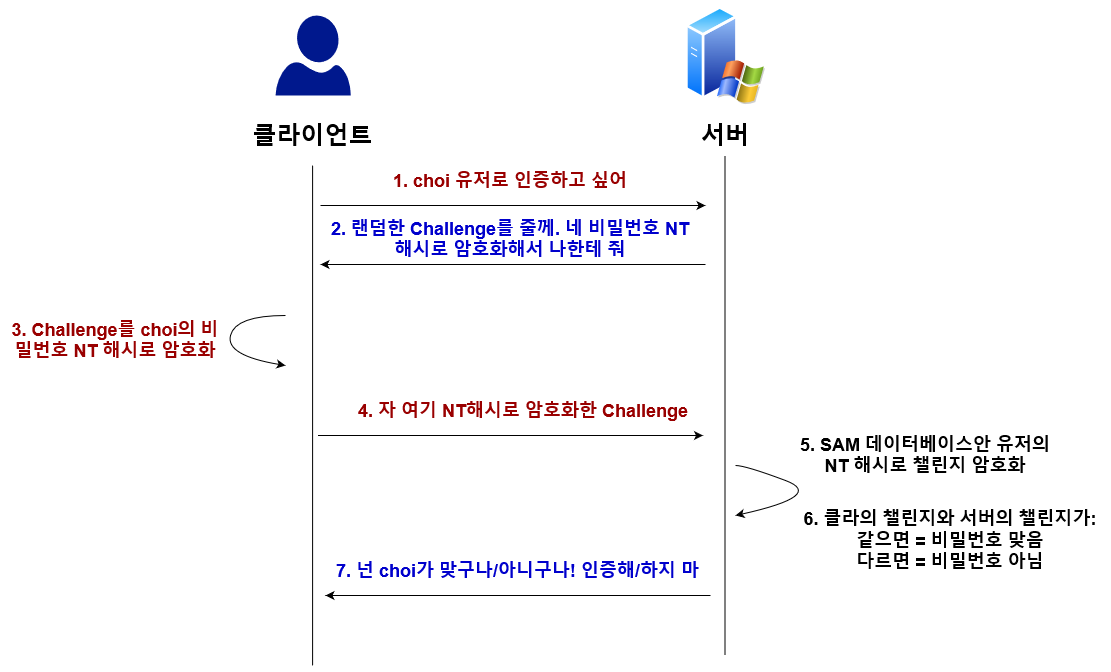 클라이언트
서버
1. choi 유저로 인증하고 싶어
2. 랜덤한 Challenge를 줄께. 네 비밀번호 NT
해시로 암호화해서 나한테 줘
3. Challenge를 choi의 비
밀번호 NT 해시로 암호화
4. 자 여기 NT해시로 암호화한 Challenge
5. SAM 데이터베이스안 유저의
NT 해시로 챌린지 암호화
6. 클라의 챌린지와 서버의 챌린지가:
같으면 = 비밀번호 맞음
다르면 = 비밀번호 아님
7. 넌 choi가 맞구나/아니구나! 인증해/하지 마